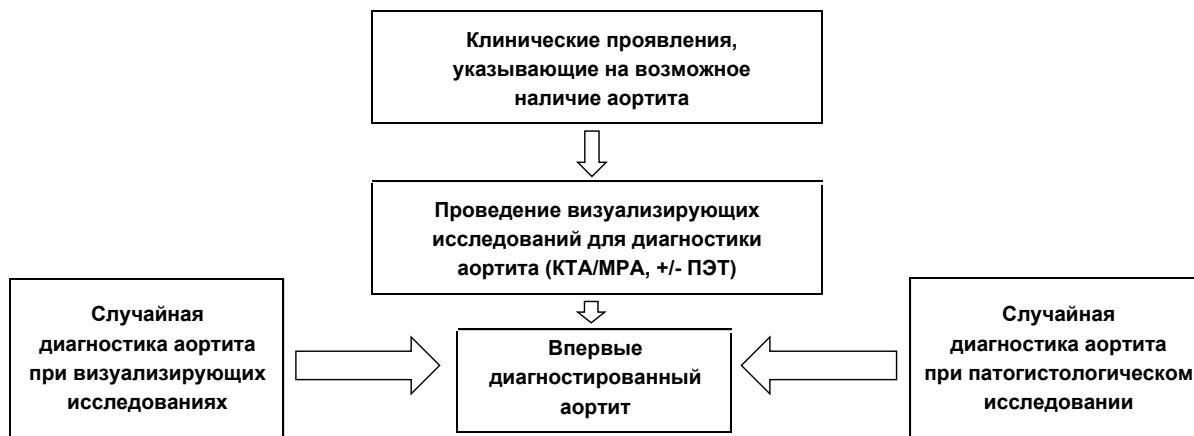 Клинические проявления,
указывающие на возможное
наличие аортита
Проведение визуализирующих
исследований для диагностики
аортита (КТА/МРА, +/- ПЭТ)
Случайная
диагностика аортита
при визуализирующих
исследованиях
Впервые
диагностированный
аортит
Случайная
диагностика аортита
при патогистологическом
исследовании